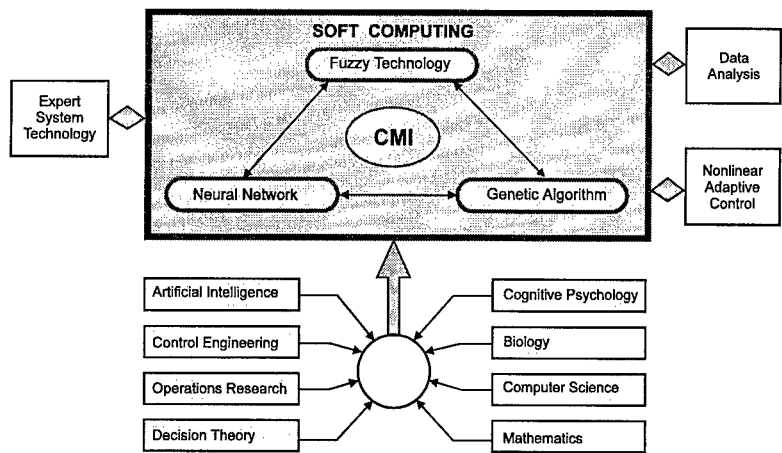 SOFT COMPUTING
Fuzzy Technology
Data
Analysis
Expert
System
Technology
CMI
Neural Network
Genetic Algorithm
Nonlinear
Adaptive
Control
Artificial Intelligence
Cognitive Psychology
Control Engineering
Biology
Operations Research
Computer Science
Decision Theory
Mathematics